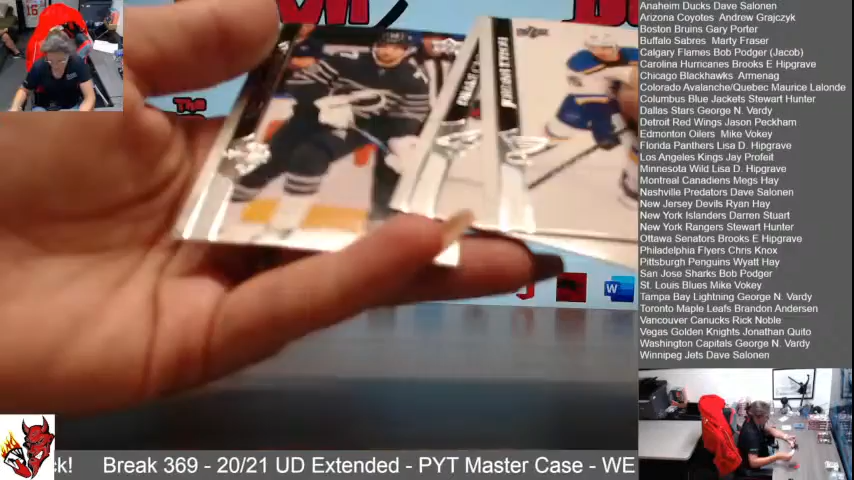 Anaheim Ducks Dave Salonen
Arizona Coyotes Andrew Grajczyk
Boston Bruins Gary Porter
Buffalo Sabres Marty Fraser
Calgary Flames Bob Podger (Jacob)
Carolina Hurricanes Brooks E Hipgrave
Chicago Blackhawks Armenag
Colorado Avalanche/Quebec Maurice Lalonde
Columbus Blue Jackets Stewart Hunter
Dallas Stars George N. Vardy
Detroit Red Wings Jason Peckham
Edmonton Oilers Mike Vokey
Florida Panthers Lisa D. Hipgrave
Los Angeles Kings Jay Profeit
Minnesota Wild Lisa D. Hipgrave
Montreal Canadiens Megs Hay
Nashville Predators Dave Salonen
New Jersey Devils Ryan Hay
New York Islanders Darren Stuart
New York Rangers Stewart Hunter
Ottawa Senators Brooks E Hipgrave
Philadelphia Flyers Chris Knox
Pittsburgh Penguins Wyatt Hay
San Jose Sharks Bob Podger
St. Louis Blues Mike Vokey
Tampa Bay Lightning George N. Vardy
Toronto Maple Leafs Brandon Andersen
Vancouver Canucks Rick Noble
Vegas Golden Knights Jonathan Quito
Washington Capitals George N. Vardy
Winnipeg Jets Dave Salonen
The
W
ck! Break 369 - 20/21 UD Extended - PYT Master Case - WE